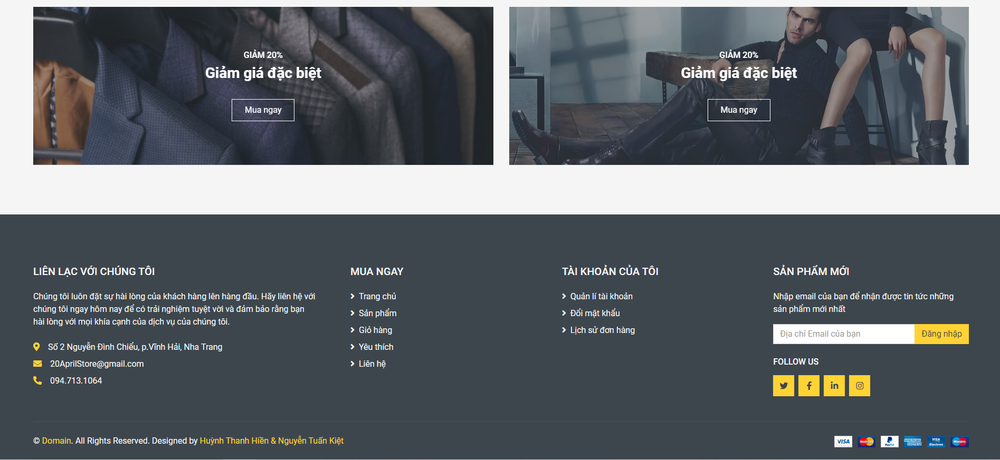 GIẢM 20%
Giảm giá đặc biệt
Mua ngay
GIẢM 20%
Giảm giá đặc biệt
Mua ngay
LIÊN LẠC VỚI CHÚNG TÔI
Chúng tôi luôn đặt sự hài lòng của khách hàng lên hàng đầu. Hãy liên hệ với
chúng tôi ngay hôm nay để có trải nghiệm tuyệt vời và đảm bảo rằng bạn
hài lòng với mọi khía cạnh của dịch vụ của chúng tôi.
Số 2 Nguyễn Đình Chiểu, p.Vĩnh Hải, Nha Trang
20AprilStore@gmail.com
094.713.1064
MUA NGAY
Trang chủ
Sản phẩm
Giỏ hàng
Yêu thích
Liên hệ
TÀI KHOẢN CỦA TÔI
Quản lí tài khoản
Đổi mật khẩu
Lịch sử đơn hàng
SẢN PHẨM MỚI
Nhập email của bạn để nhận được tin tức những
sản phẩm mới nhất
Địa chỉ Email của bạn
Đăng nhập
FOLLOW US
© Domain. All Rights Reserved. Designed by Huỳnh Thanh Hiền & Nguyễn Tuấn Kiệt
VISA
MasterCard
PayPal
AMERICAN
EXPRESS
VISA
Electron
Maestro